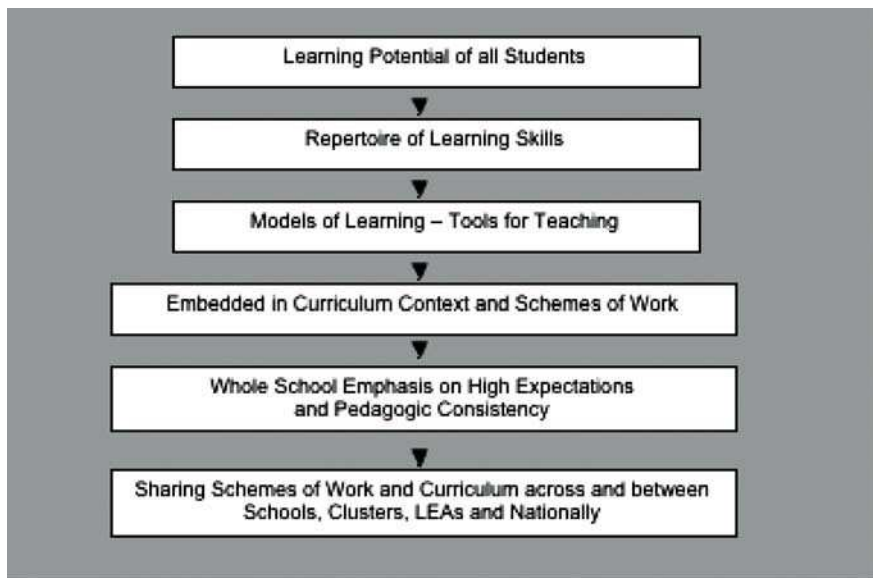 Learning Potential of all Students
Repertoire of Learning Skills
Models of Learning – Tools for Teaching
Embedded in Curriculum Context and Schemes of Work
Whole School Emphasis on High Expectations
and Pedagogic Consistency
Sharing Schemes of Work and Curriculum across and between
Schools, Clusters, LEAs and Nationally